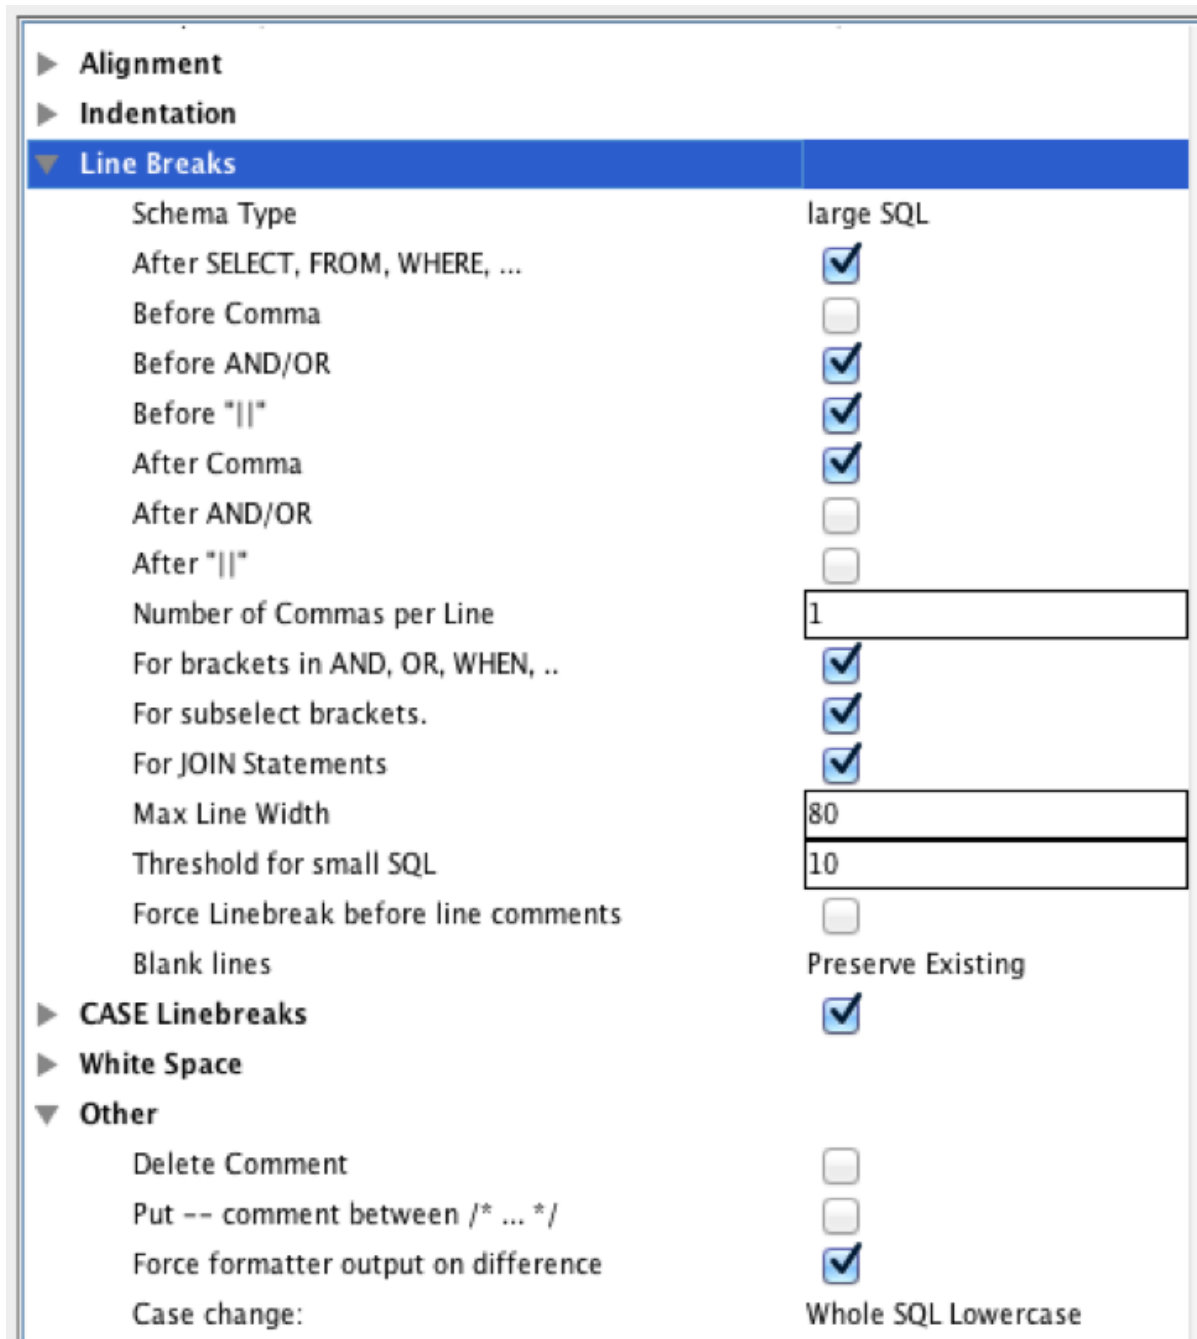 Alignment
Indentation
Line Breaks
Schema Type large SQL
After SELECT, FROM, WHERE, ...
Before Comma
Before AND/OR
Before "||"
After Comma
After AND/OR
After "||"
Number of Commas per Line 1
For brackets in AND, OR, WHEN, ..
For subselect brackets.
For JOIN Statements
Max Line Width 80
Threshold for small SQL 10
Force Linebreak before line comments
Blank lines Preserve Existing
CASE Linebreaks
White Space
Other
Delete Comment
Put -- comment between /* ... */
Force formatter output on difference
Case change: Whole SQL Lowercase